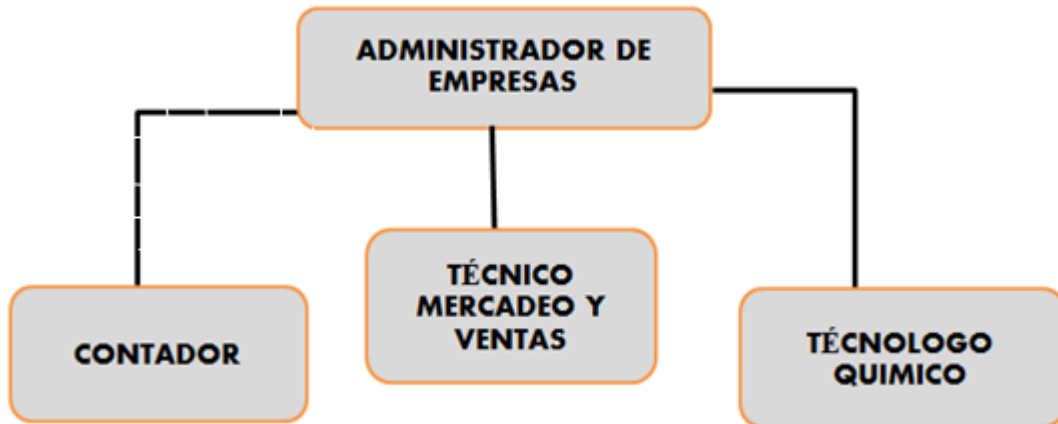 ADMINISTRADOR DE
EMPRESAS
TÉCNICO
MERCADEO Y
VENTAS
CONTADOR
TÉCNOLOGO
QUIMICO